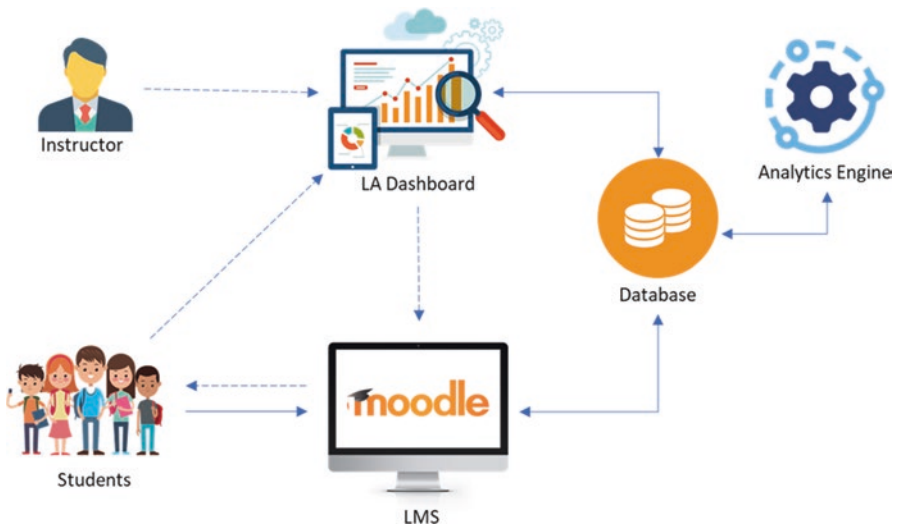 Instructor
LA Dashboard
Analytics Engine
Database
Students
moodle
LMS